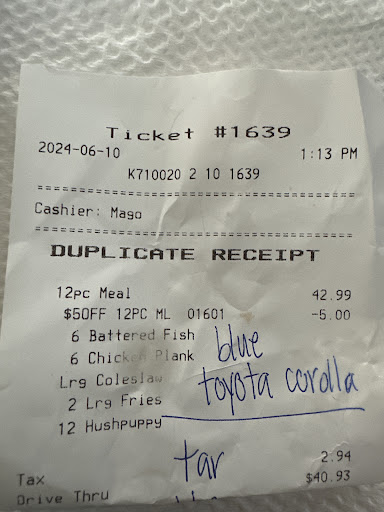 Ticket #1639
2024-06-10 1:13 PM
K710020 2 10 1639
Cashier: Mago
DUPLICATE RECEIPT
12pc Meal 42.99
$5OFF 12PC ML 01601 -5.00
6 Battered Fish
6 Chicken Plank
blue
Lrg Coleslaw
toyota corolla
2 Lrg Fries
12 Hushpuppy
tar
Tax 2.94
Drive Thru $40.93